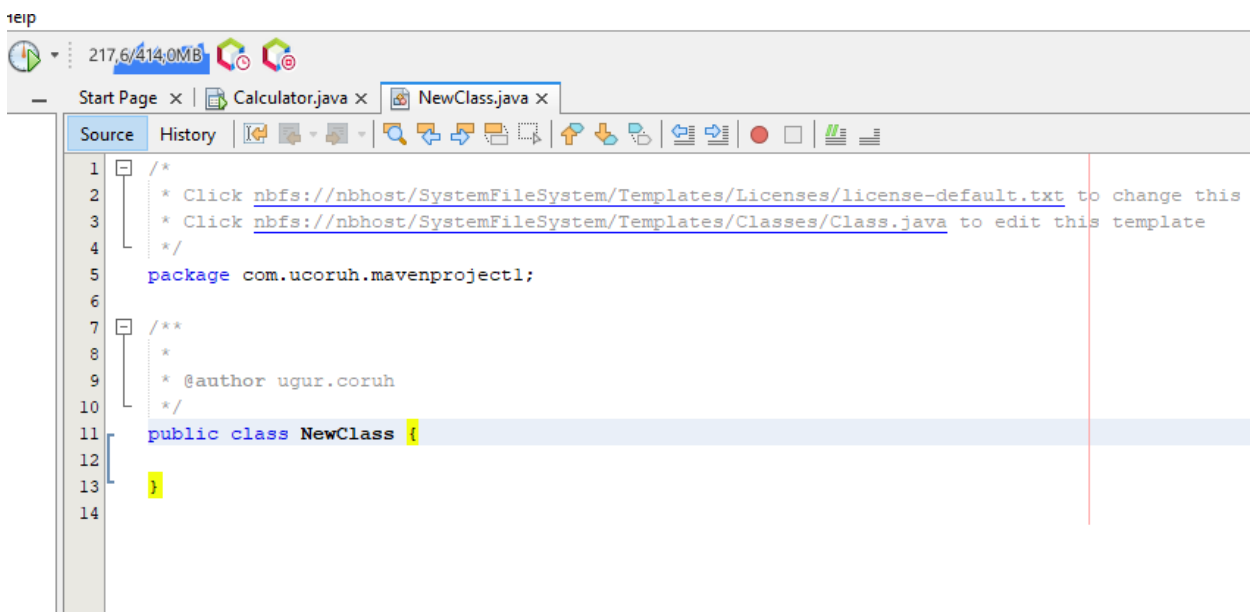 Help
217,6/414,0MB
Start Page Calculator.java NewClass.java
Source History
1 /*
2 * Click nbfs://nbhost/SystemFileSystem/Templates/Licenses/license-default.txt to change this
3 * Click nbfs://nbhost/SystemFileSystem/Templates/Classes/Class.java to edit this template
4 */
5 package com.ucoruh.mavenproject1;
6
7 /**
8 *
9 * @author ugur.coruh
10 */
11 public class NewClass {
12
13 }
14